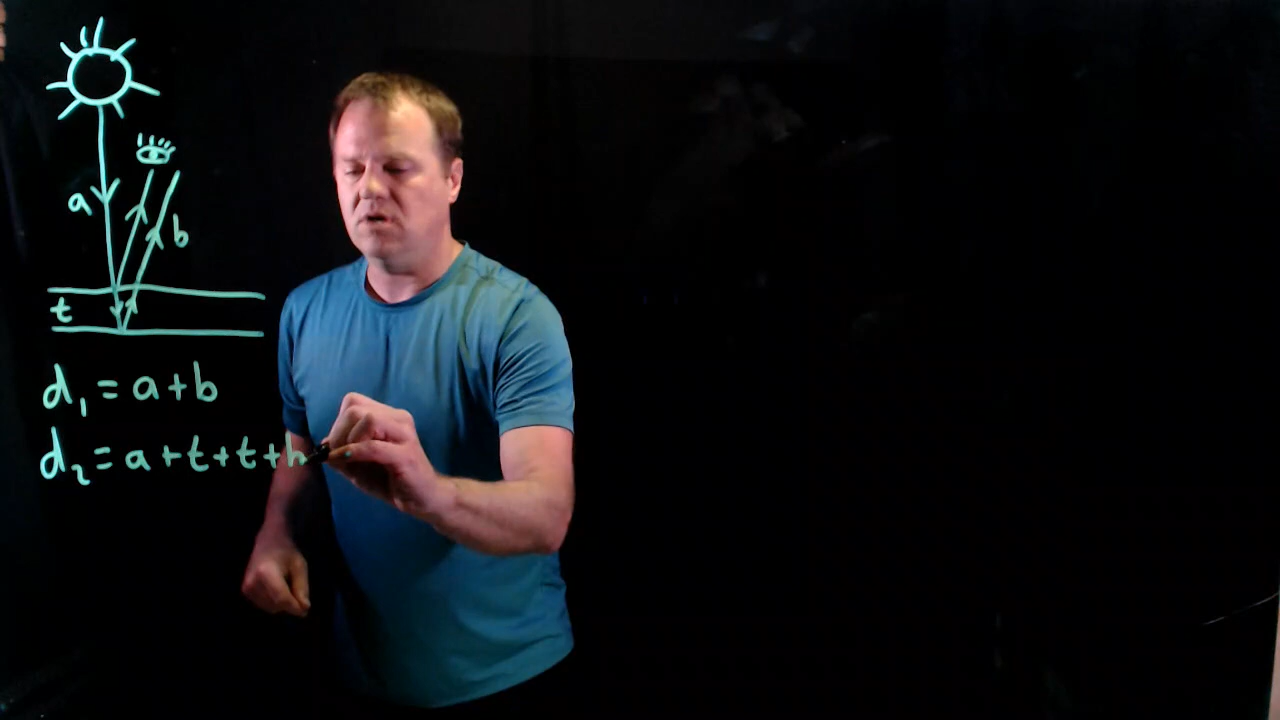 a
b
t
d₁ = a + b
d₂ = a + t + t +